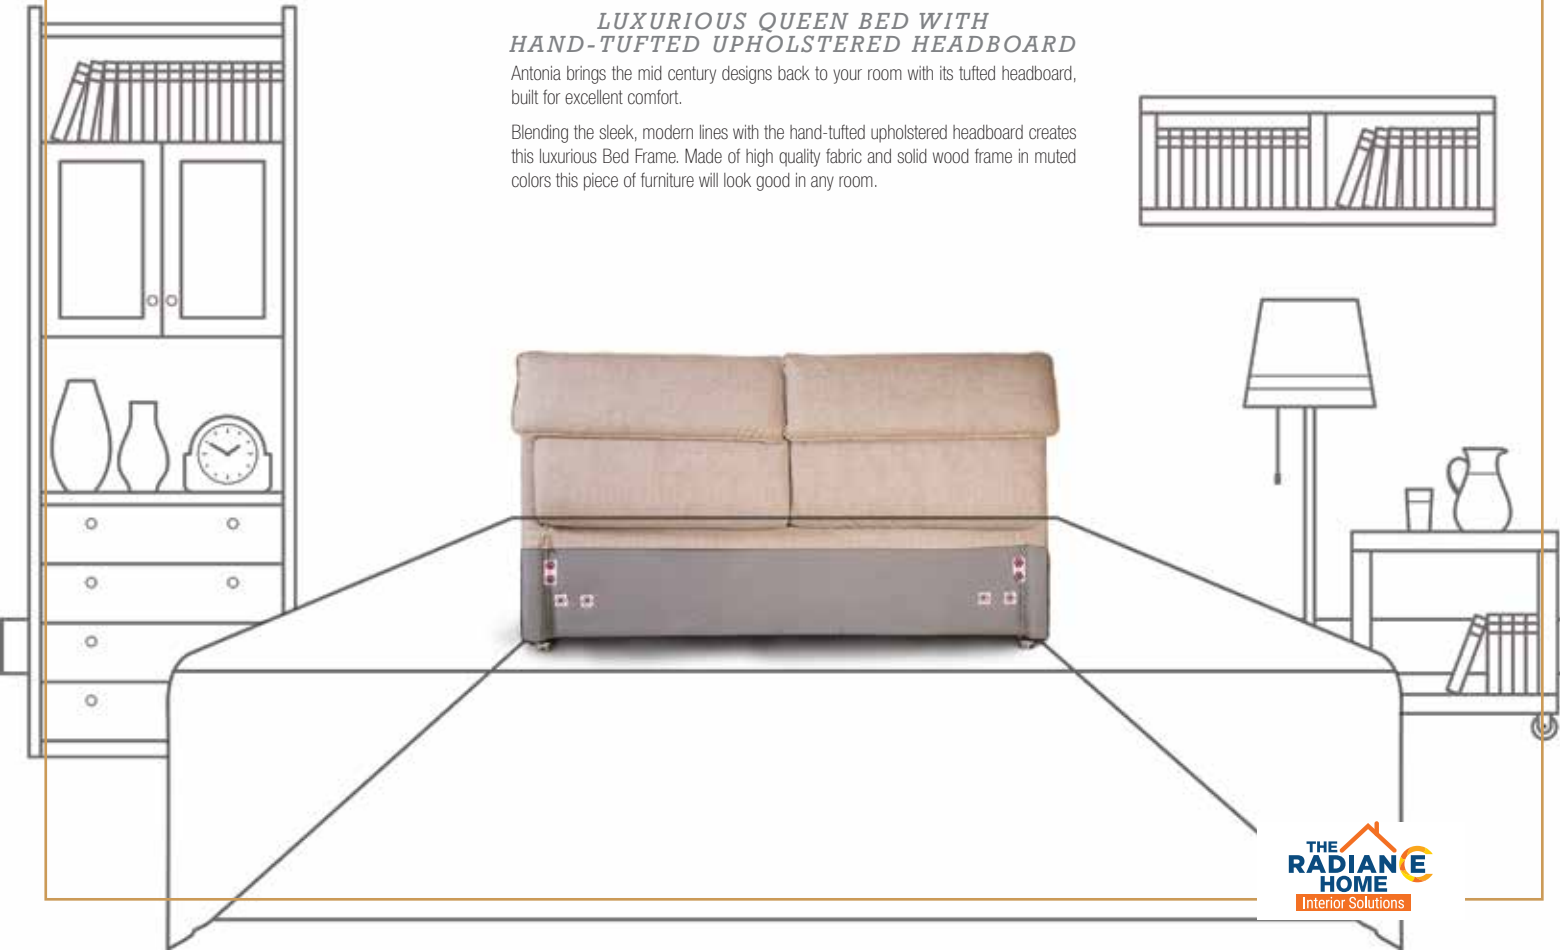 LUXURIOUS QUEEN BED WITH
HAND-TUFTED UPHOLSTERED HEADBOARD
Antonia brings the mid century designs back to your room with its tufted headboard,
built for excellent comfort.
Blending the sleek, modern lines with the hand-tufted upholstered headboard creates
this luxurious Bed Frame. Made of high quality fabric and solid wood frame in muted
colors this piece of furniture will look good in any room.
THE
RADIANCE
HOME
Interior Solutions